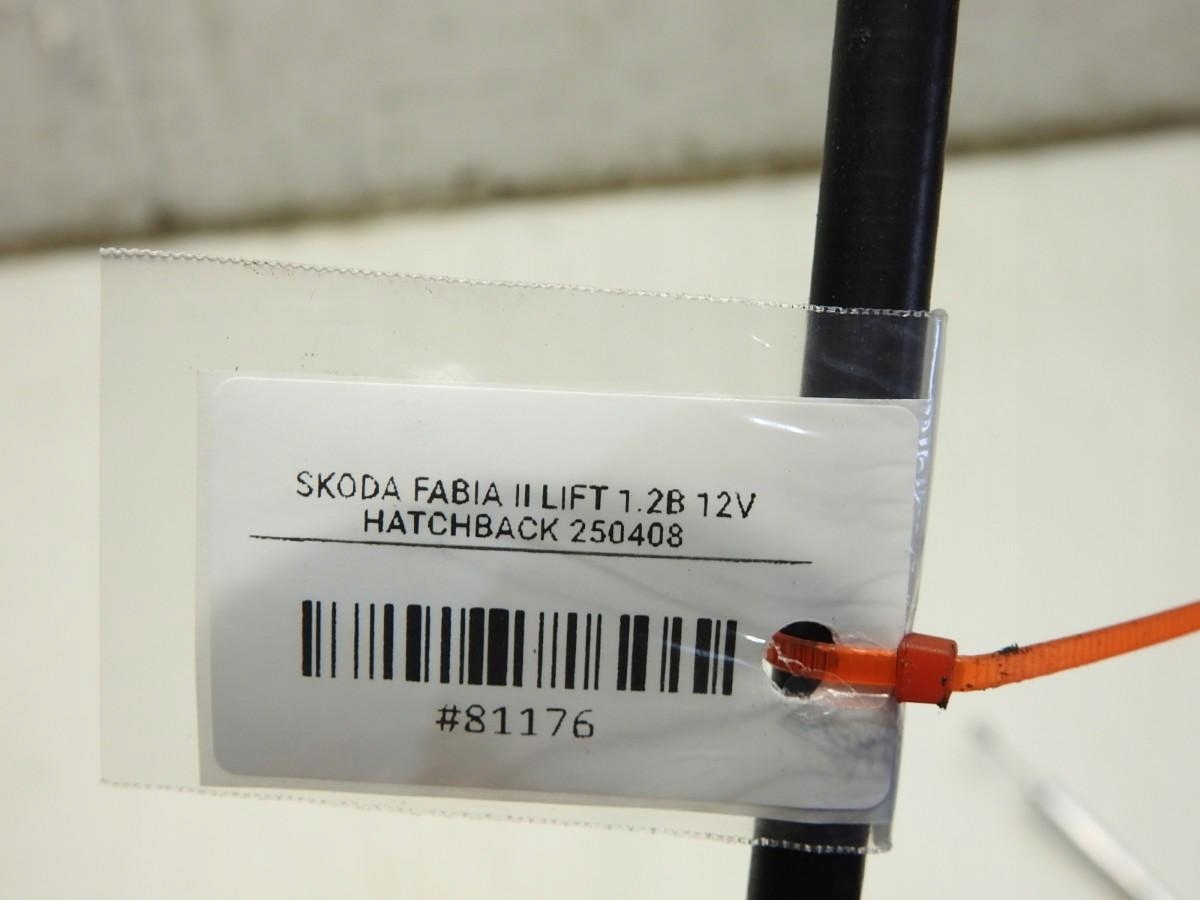 SKODA FABIA II LIFT 1.2B 12V
HATCHBACK 250408
#81176